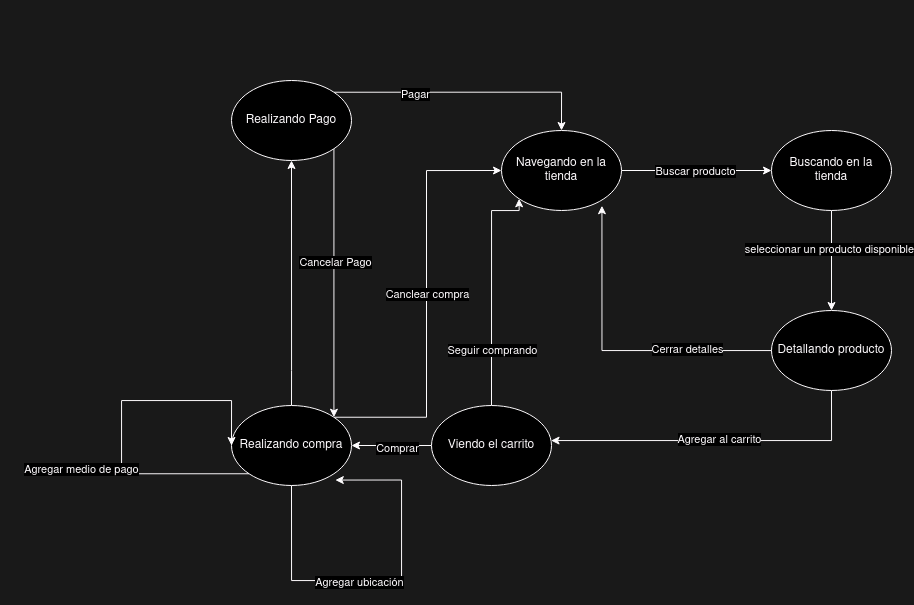 Pagar
Realizando Pago
Navegando en la
tienda
Buscar producto
Buscando en la
tienda
seleccionar un producto disponible
Cancelar Pago
Canclear compra
Seguir comprando
Cerrar detalles
Detallando producto
Realizando compra
Comprar
Viendo el carrito
Agregar al carrito
Agregar medio de pago
Agregar ubicación